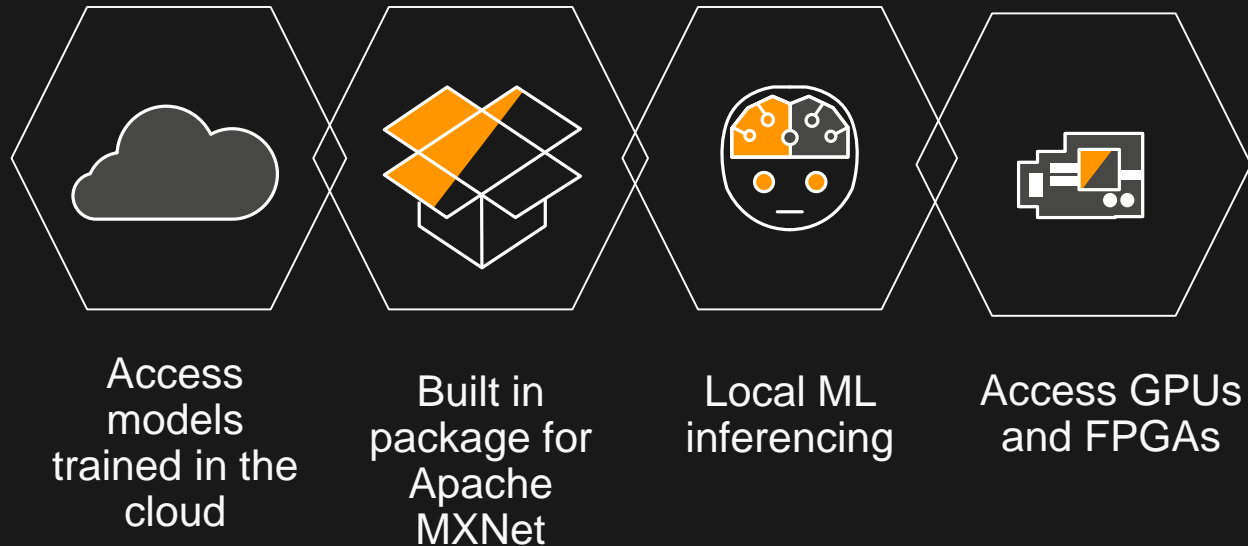 Access
models
trained in the
cloud
Built in
package for
Apache
MXNet
Local ML
inferencing
Access GPUs
and FPGAs